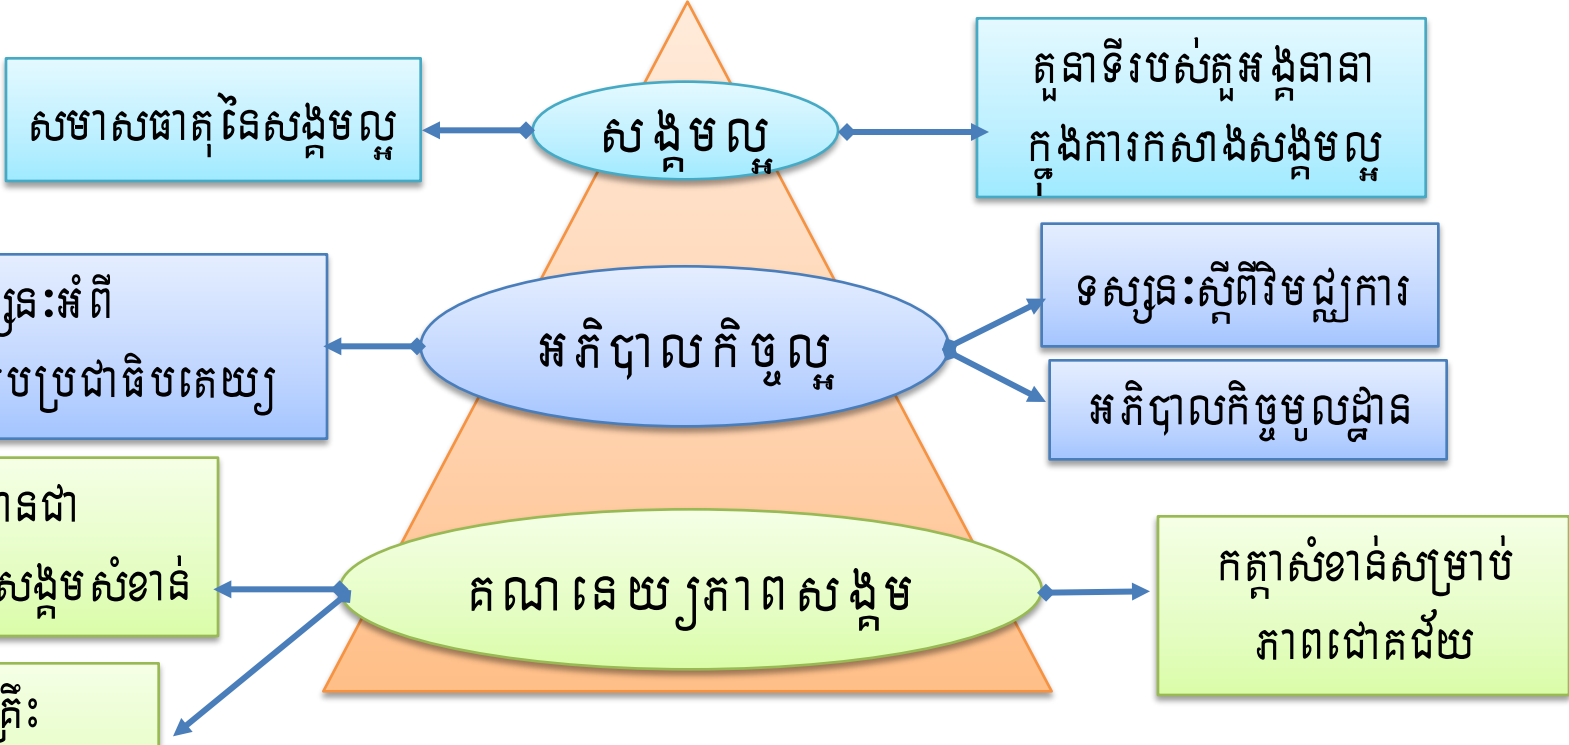 សមាសធាតុនៃសង្គមល្អ
សង្គមល្អ
តួនាទីរបស់តួអង្គនានា
ក្នុងការកសាងសង្គមល្អ
អំពី
ប្រជាធិបតេយ្យ
អភិបាលកិច្ចល្អ
ទស្សនៈស្តីពីវិមជ្ឈការ
អភិបាលកិច្ចមូលដ្ឋាន
សង្គមសំខាន់
គណនេយ្យភាពសង្គម
កត្តាសំខាន់សម្រាប់
ភាពជោគជ័យ